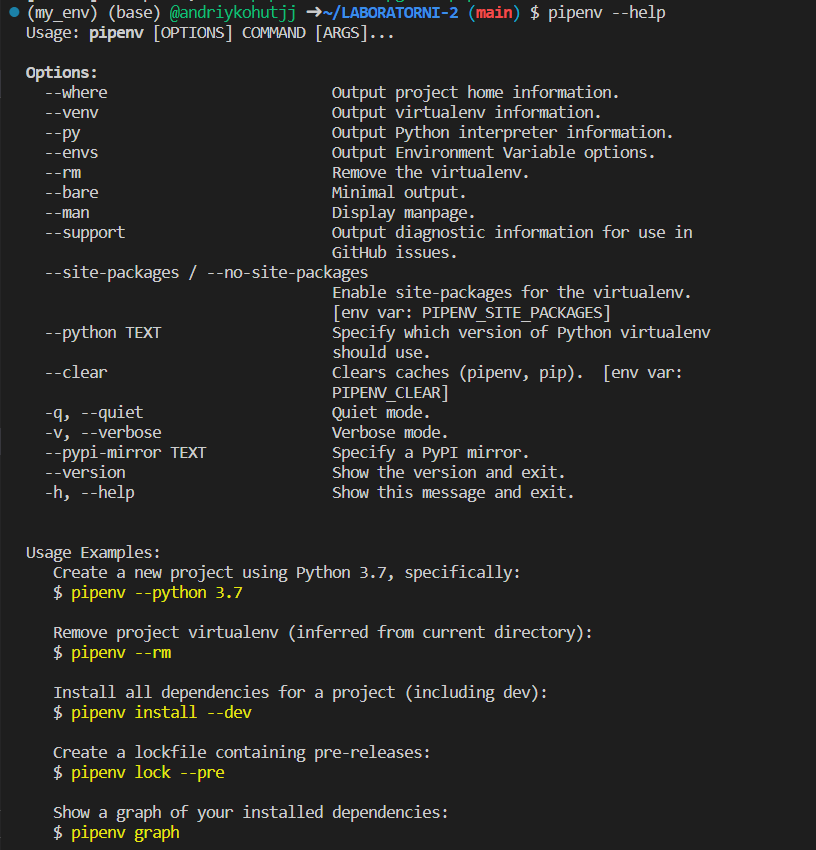 (my_env) (base) @andriykohutjj ➜~/LABORATORNI-2 (main) $ pipenv --help
Usage: pipenv [OPTIONS] COMMAND [ARGS]...
Options:
--where Output project home information.
--venv Output virtualenv information.
--py Output Python interpreter information.
--envs Output Environment Variable options.
--rm Remove the virtualenv.
--bare Minimal output.
--man Display manpage.
--support Output diagnostic information for use in
GitHub issues.
--site-packages / --no-site-packages
Enable site-packages for the virtualenv.
[env var: PIPENV_SITE_PACKAGES]
--python TEXT Specify which version of Python virtualenv
should use.
--clear Clears caches (pipenv, pip).  [env var:
PIPENV_CLEAR]
-q, --quiet Quiet mode.
-v, --verbose Verbose mode.
--pypi-mirror TEXT Specify a PyPI mirror.
--version Show the version and exit.
-h, --help Show this message and exit.
Usage Examples:
Create a new project using Python 3.7, specifically:
$ pipenv --python 3.7
Remove project virtualenv (inferred from current directory):
$ pipenv --rm
Install all dependencies for a project (including dev):
$ pipenv install --dev
Create a lockfile containing pre-releases:
$ pipenv lock --pre
Show a graph of your installed dependencies:
$ pipenv graph